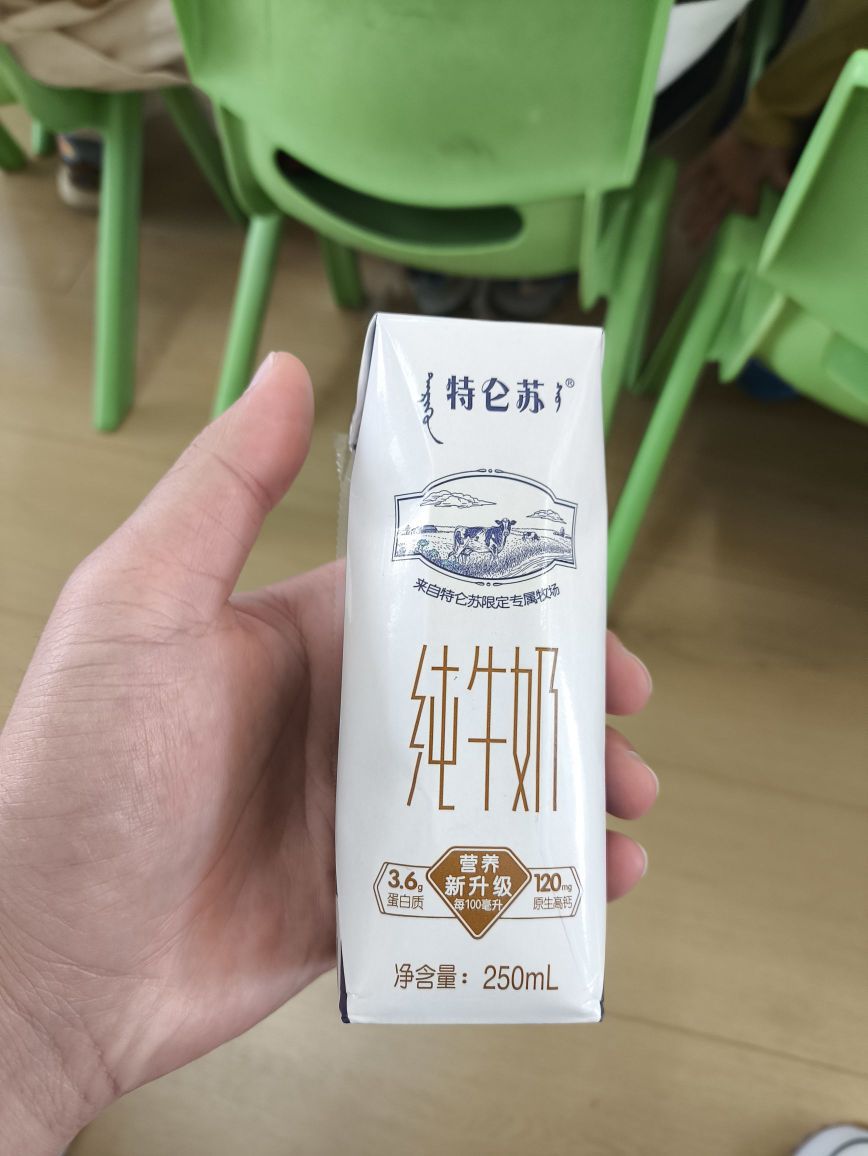 特仑苏®
来自特仑苏限定专属牧场
纯牛奶
营养
新升级
每100毫升
3.6g
蛋白质
120mg
原生高钙
净含量：250mL